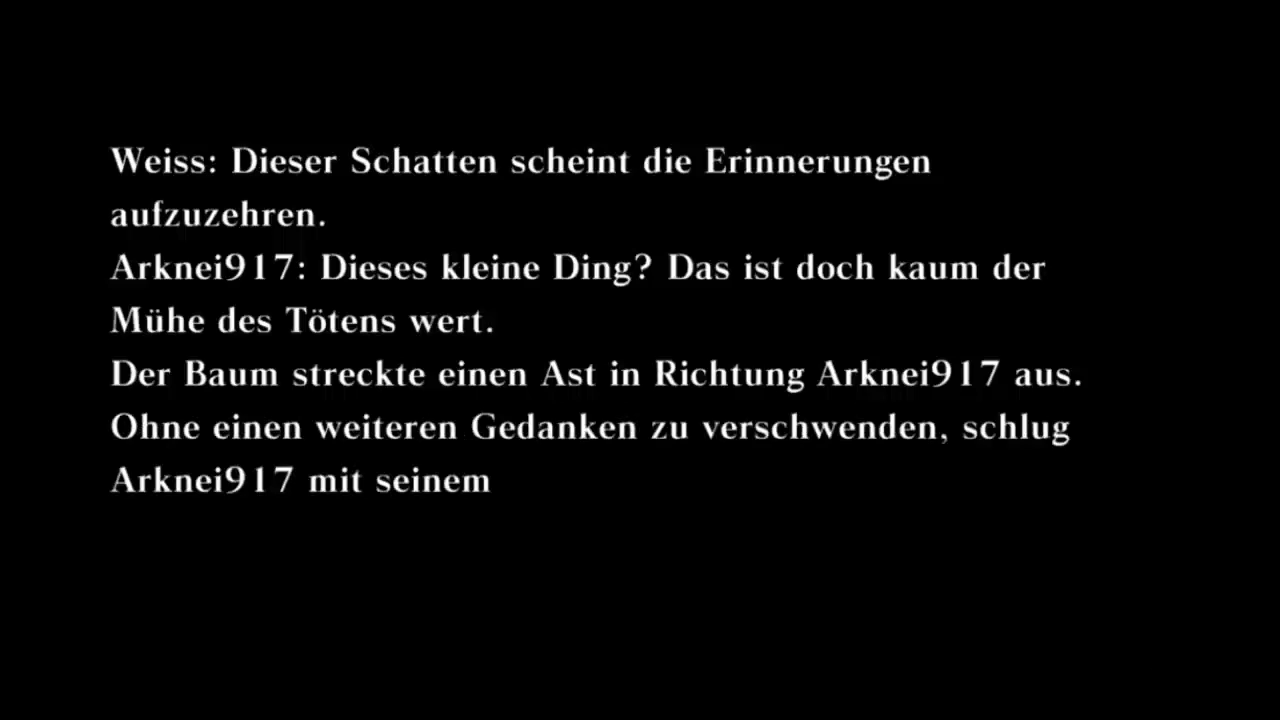 Weiss: Dieser Schatten scheint die Erinnerungen
aufzuzehren.
Arknei917: Dieses kleine Ding? Das ist doch kaum der
Mühe des Tötens wert.
Der Baum streckte einen Ast in Richtung Arknei917 aus.
Ohne einen weiteren Gedanken zu verschwenden, schlug
Arknei917 mit seinem